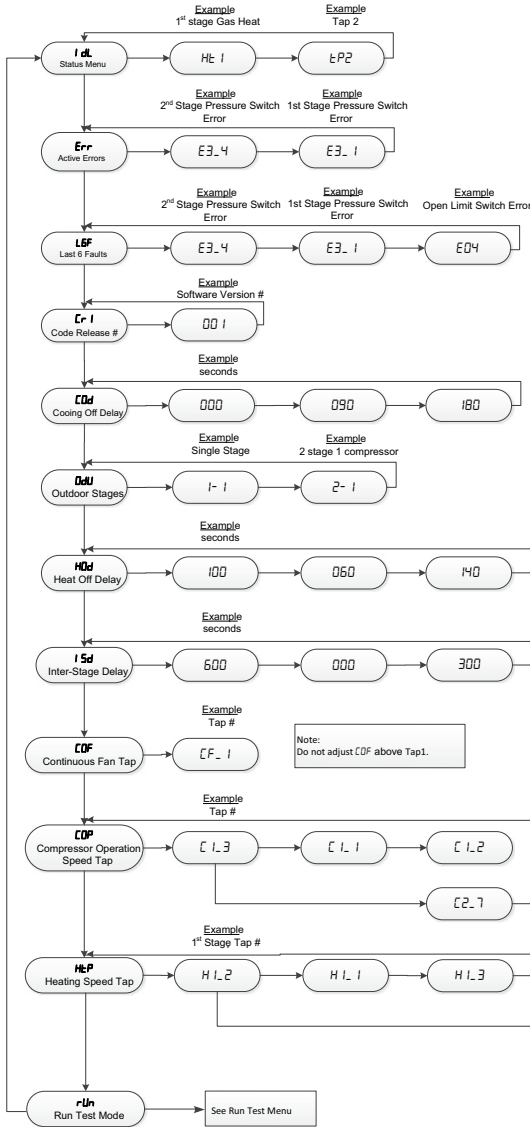 Example
1st stage Gas Heat
Example
Tap 2
IdL
Status Menu
Ht 1
tP2
Example
2nd Stage Pressure Switch
Error
Example
1st Stage Pressure Switch
Error
Err
Active Errors
E3_4
E3_1
Example
2nd Stage Pressure Switch
Error
Example
1st Stage Pressure Switch
Error
Example
Open Limit Switch Error
L6F
Last 6 Faults
E3_4
E3_1
E04
Example
Software Version #
Cr1
Code Release #
001
Example
seconds
C0d
Cooing Off Delay
000
090
180
Example
Single Stage
Example
2 stage 1 compressor
OdU
Outdoor Stages
1-1
2-1
Example
seconds
H0d
Heat Off Delay
100
060
140
Example
seconds
ISd
Inter-Stage Delay
600
000
300
Example
Tap #
C0F
Continuous Fan Tap
CF_1
Note:
Do not adjust C0F above Tap1.
Example
Tap #
C0P
Compressor Operation
Speed Tap
C1_3
C1_1
C1_2
C2_7
Example
1st Stage Tap #
HtP
Heating Speed Tap
H1_2
H1_1
H1_3
rUn
Run Test Mode
See Run Test Menu